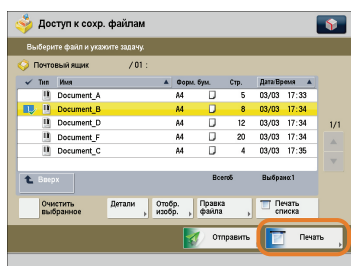 Доступ к сохр. файлам
Выберите файл и укажите задачу.
Почтовый ящик / 01 :
Тип Имя Форм. бум. Стр. Дата/Время
Document_A A4 5 03/03 17:33
Document_B A4 8 03/03 17:34
Document_D A4 12 03/03 17:34
Document_F A4 20 03/03 17:34
Document_C A4 4 03/03 17:35
1/1
Вверх Всего:5 Выбрано:1
Очистить выбранное Детали Отобр. изобр. Правка файла Печать списка
Отправить Печать